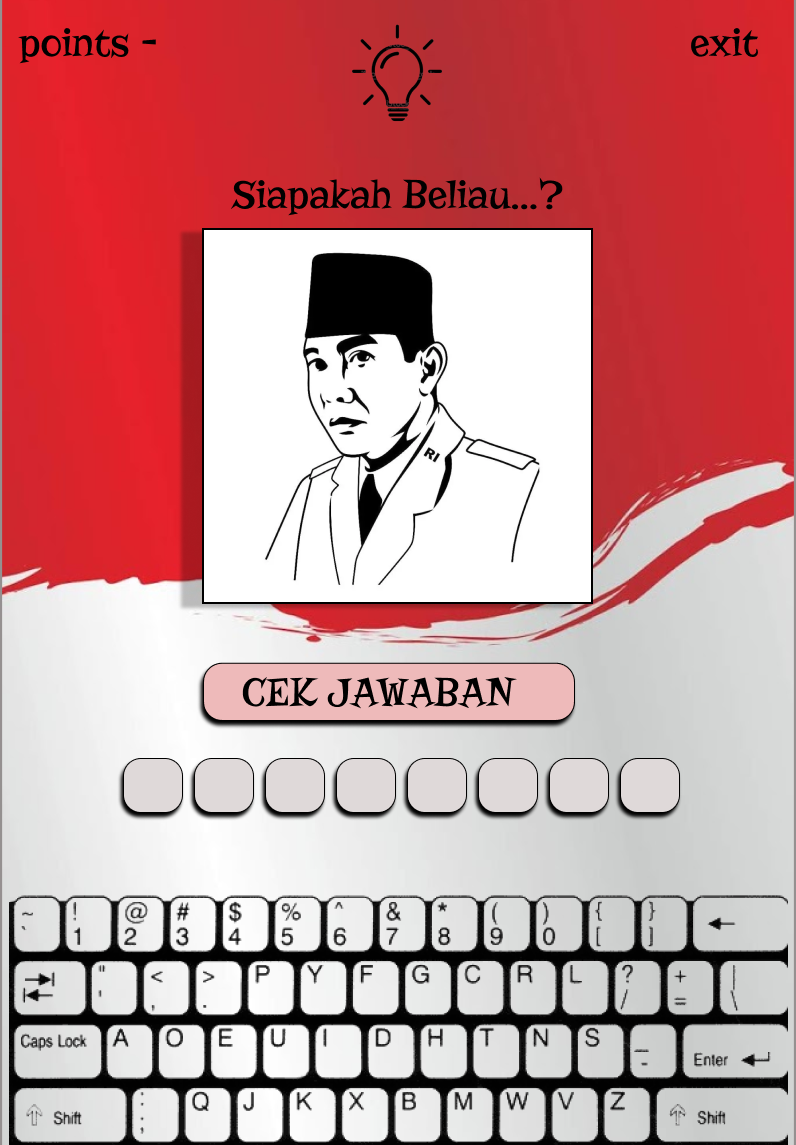 points -
exit
Siapakah Beliau...?
RI
CEK JAWABAN
~ ! @ # $ % ^ & * ( ) { }
` 1 2 3 4 5 6 7 8 9 0 [ ] ←
" < > P Y F G C R L ? + |
' , . / = \
Caps Lock A O E U I D H T N S _ - Enter
Shift : ; Q J K X B M W V Z Shift